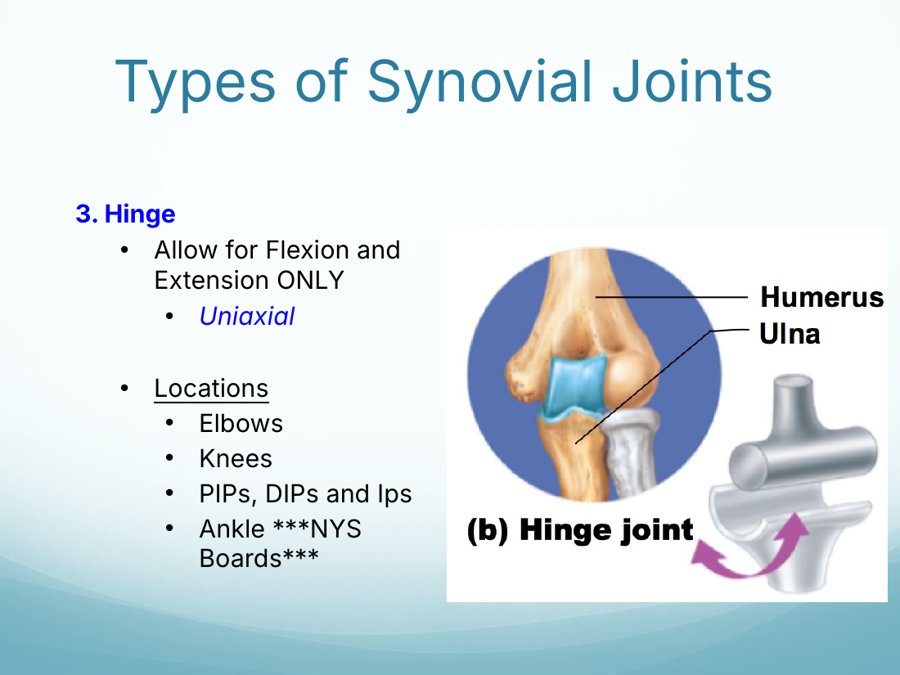 Types of Synovial Joints
3. Hinge
• Allow for Flexion and
Extension ONLY
• Uniaxial
• Locations
• Elbows
• Knees
• PIPs, DIPs and Ips
• Ankle ***NYS
Boards***
Humerus
Ulna
(b) Hinge joint